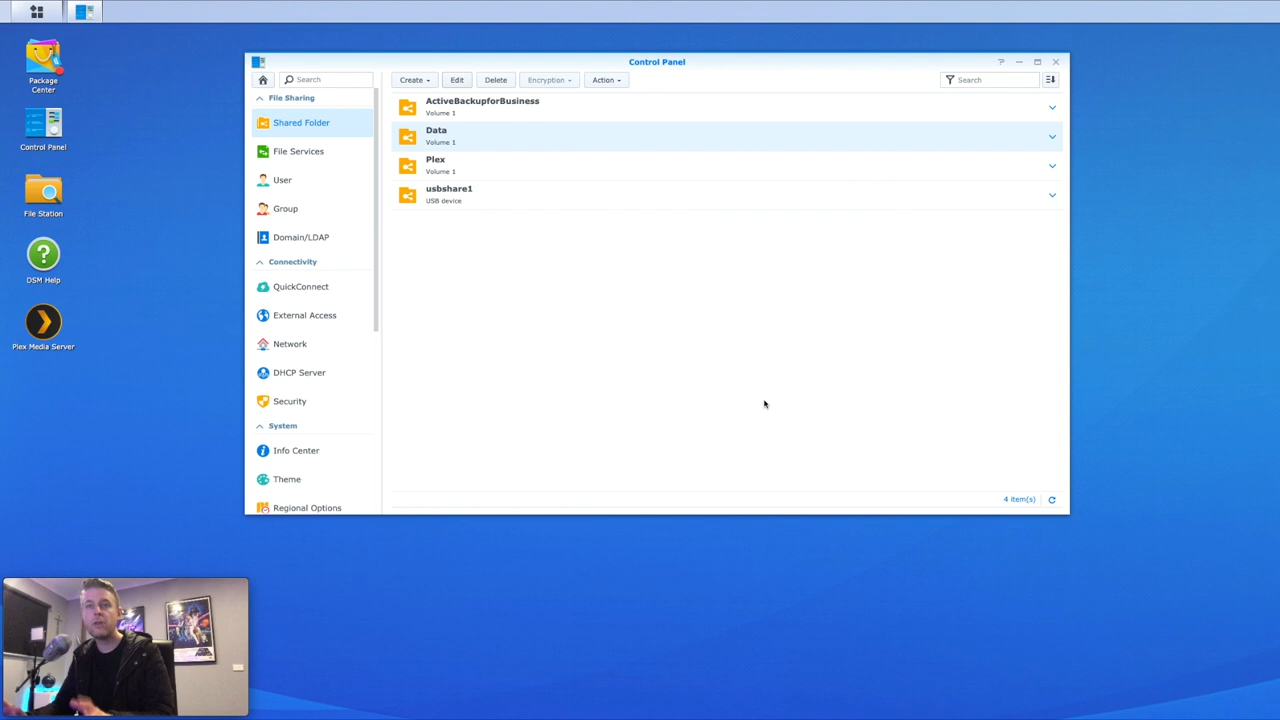 Package
Center
Control Panel
File Station
DSM Help
Plex Media Server
Control Panel
Search
File Sharing
Shared Folder
File Services
User
Group
Domain/LDAP
Connectivity
QuickConnect
External Access
Network
DHCP Server
Security
System
Info Center
Theme
Regional Options
Create
Edit
Delete
Encryption
Action
Search
ActiveBackupforBusiness
Volume 1
Data
Volume 1
Plex
Volume 1
usbshare1
USB device
4 item(s)